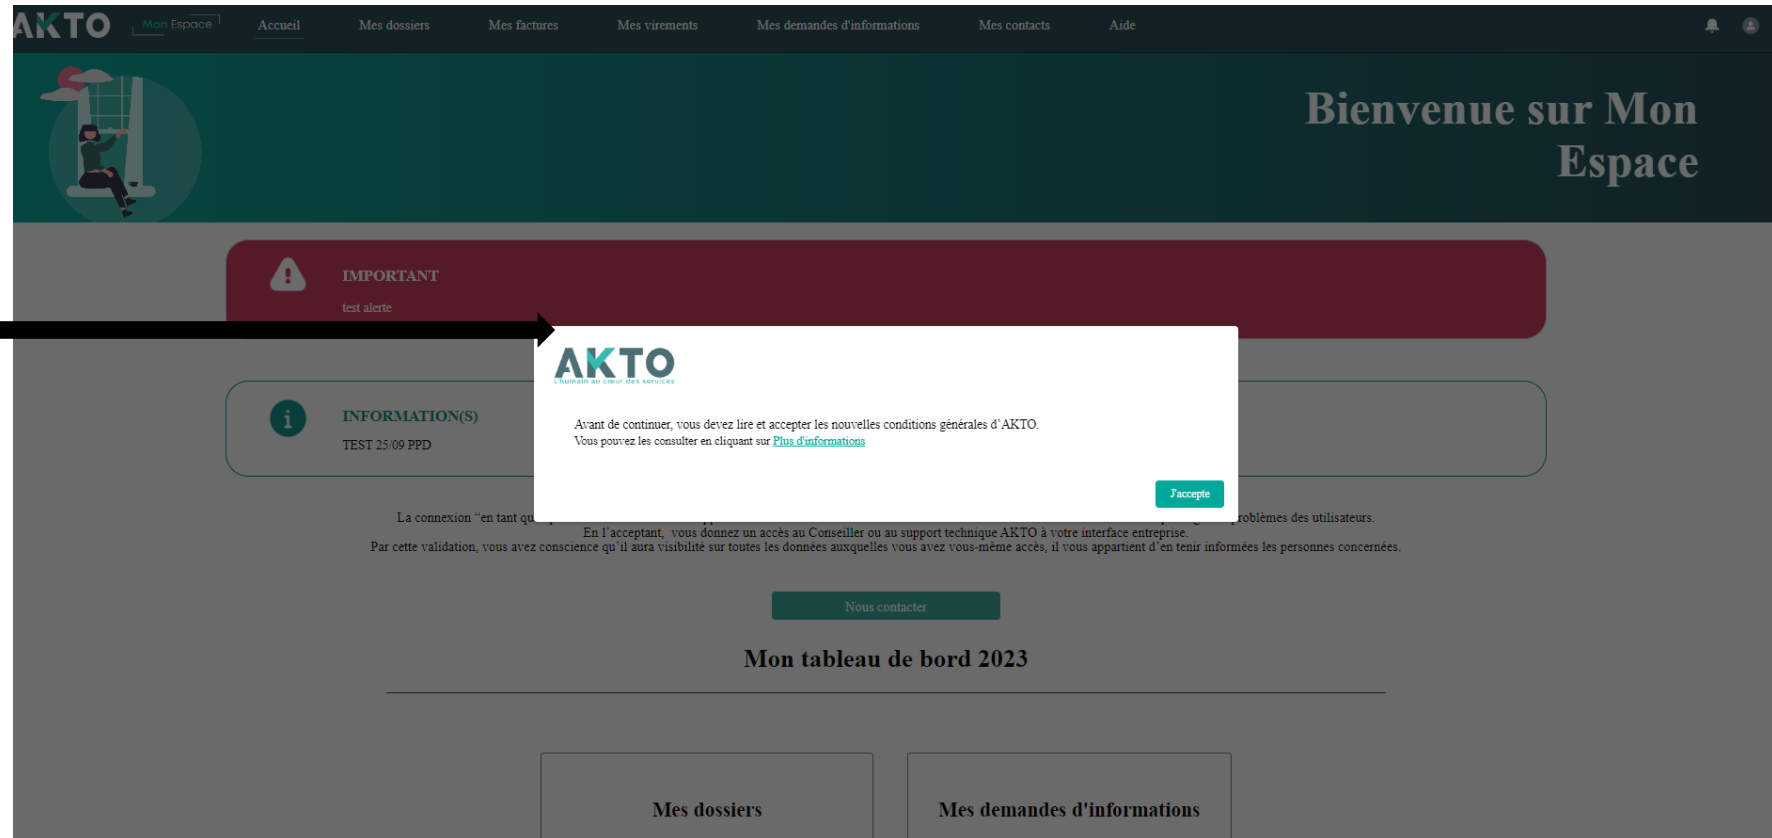 AKTO Mon Espace Accueil Mes dossiers Mes factures Mes virements Mes demandes d'informations Mes contacts Aide
Bienvenue sur Mon
Espace
IMPORTANT
test alerte
AKTO
L'humain au cœur des services
Avant de continuer, vous devez lire et accepter les nouvelles conditions générales d'AKTO.
Vous pouvez les consulter en cliquant sur Plus d'informations
J'accepte
INFORMATION(S)
TEST 25/09 PPD
La connexion "en tant qu
roblèmes des utilisateurs.
En l'acceptant, vous donnez un accès au Conseiller ou au support technique AKTO à votre interface entreprise.
Par cette validation, vous avez conscience qu'il aura visibilité sur toutes les données auxquelles vous avez vous-même accès, il vous appartient d'en tenir informées les personnes concernées.
Nous contacter
Mon tableau de bord 2023
Mes dossiers
Mes demandes d'informations